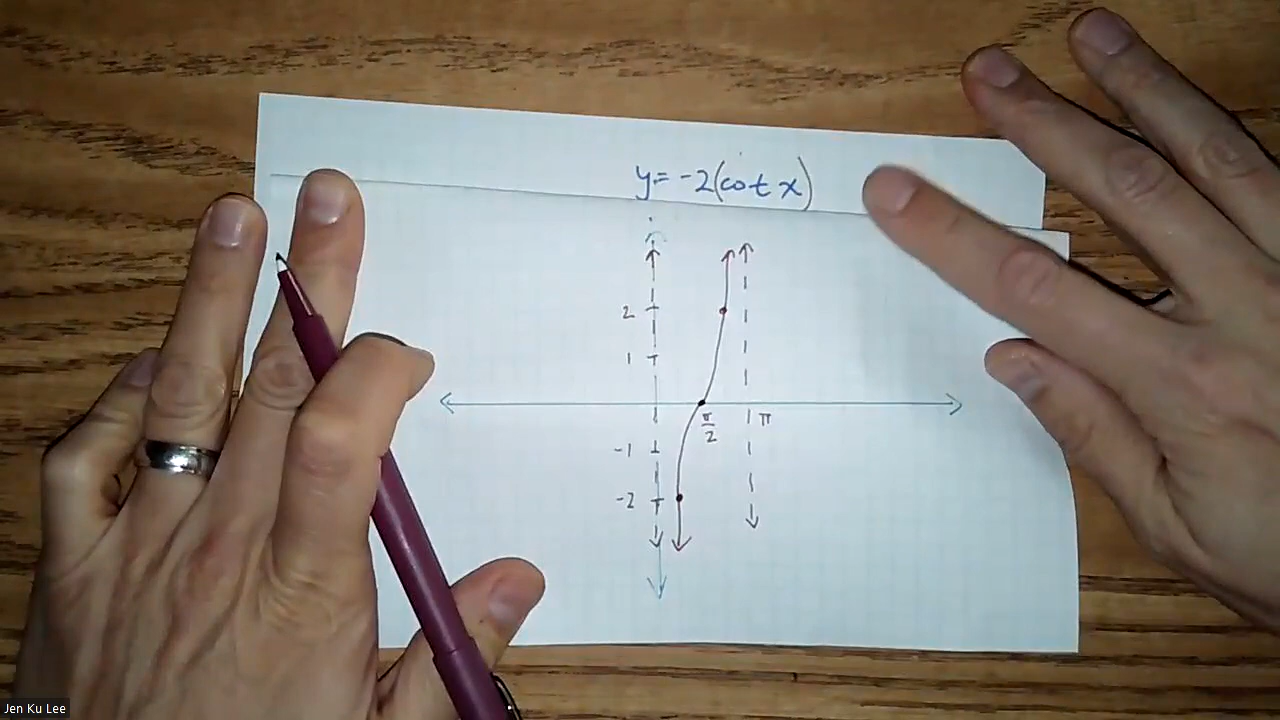 y = -2(cot x)
2
1
π/2
π
-1
-2
Jen Ku Lee